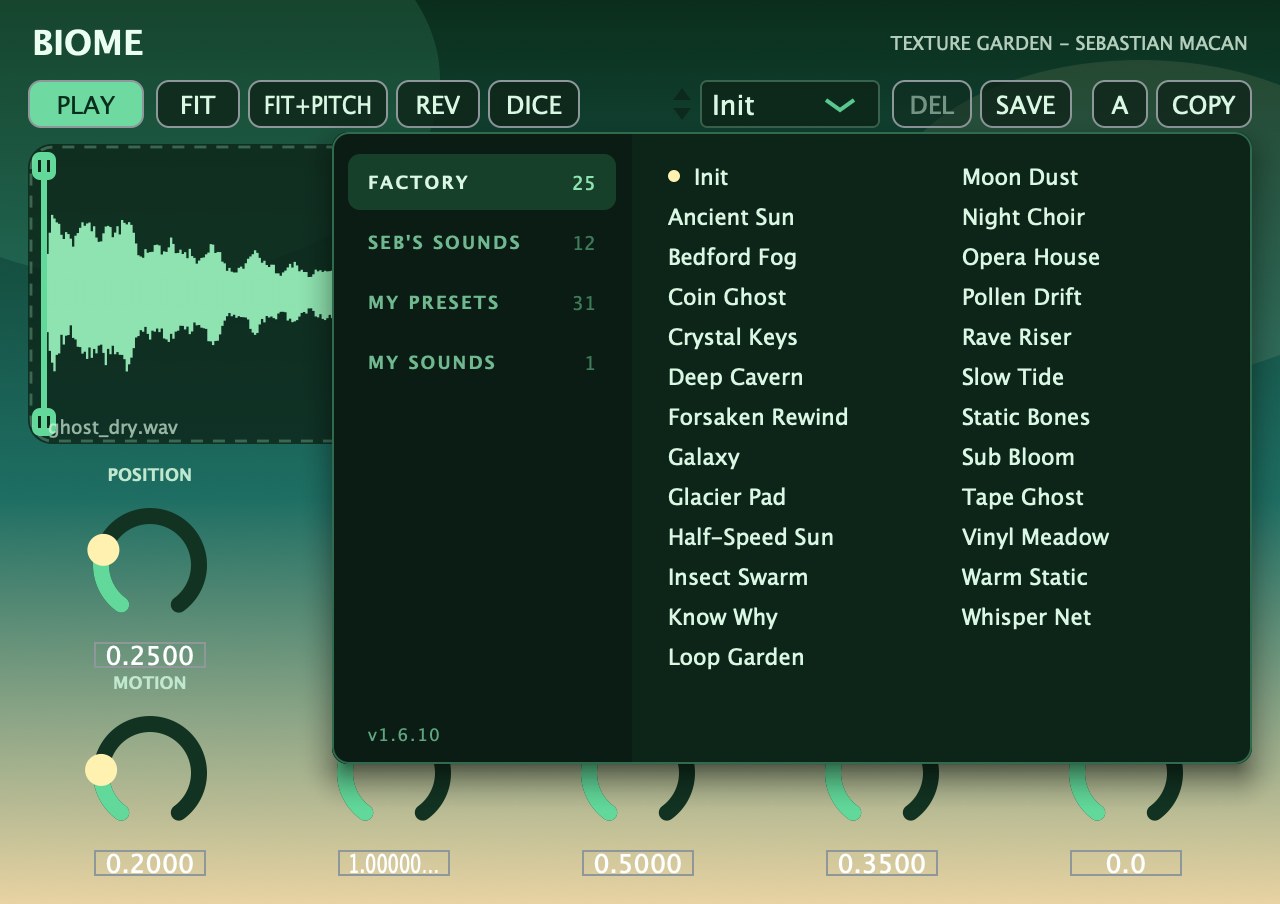 BIOME
TEXTURE GARDEN – SEBASTIAN MACAN
PLAY FIT FIT+PITCH REV DICE Init DEL SAVE A COPY
FACTORY 25
SEB'S SOUNDS 12
MY PRESETS 31
MY SOUNDS 1
v1.6.10
Init
Ancient Sun
Bedford Fog
Coin Ghost
Crystal Keys
Deep Cavern
Forsaken Rewind
Galaxy
Glacier Pad
Half–Speed Sun
Insect Swarm
Know Why
Loop Garden
Moon Dust
Night Choir
Opera House
Pollen Drift
Rave Riser
Slow Tide
Static Bones
Sub Bloom
Tape Ghost
Vinyl Meadow
Warm Static
Whisper Net
ghost_dry.wav
POSITION
0.2500
MOTION
0.2000 1.00000... 0.5000 0.3500 0.0